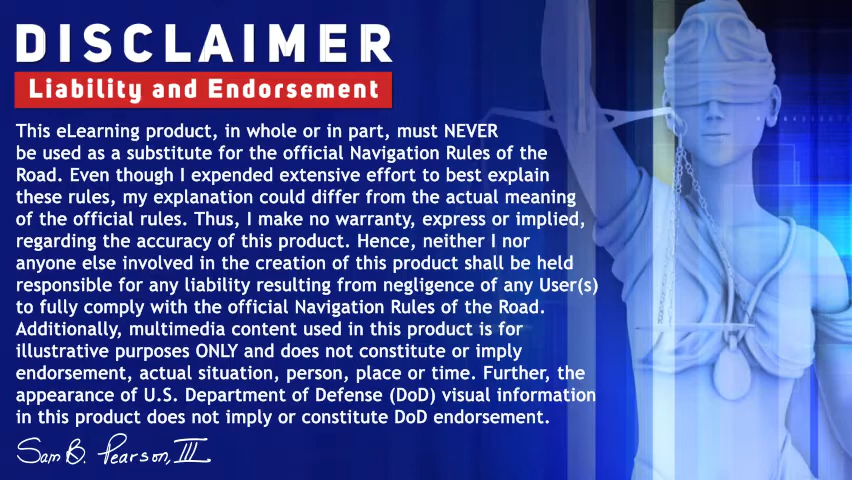 DISCLAIMER
Liability and Endorsement
This eLearning product, in whole or in part, must NEVER
be used as a substitute for the official Navigation Rules of the
Road. Even though I expended extensive effort to best explain
these rules, my explanation could differ from the actual meaning
of the official rules. Thus, I make no warranty, express or implied,
regarding the accuracy of this product. Hence, neither I nor
anyone else involved in the creation of this product shall be held
responsible for any liability resulting from negligence of any User(s)
to fully comply with the official Navigation Rules of the Road.
Additionally, multimedia content used in this product is for
illustrative purposes ONLY and does not constitute or imply
endorsement, actual situation, person, place or time. Further, the
appearance of U.S. Department of Defense (DoD) visual information
in this product does not imply or constitute DoD endorsement.
Sam B. Pearson, III